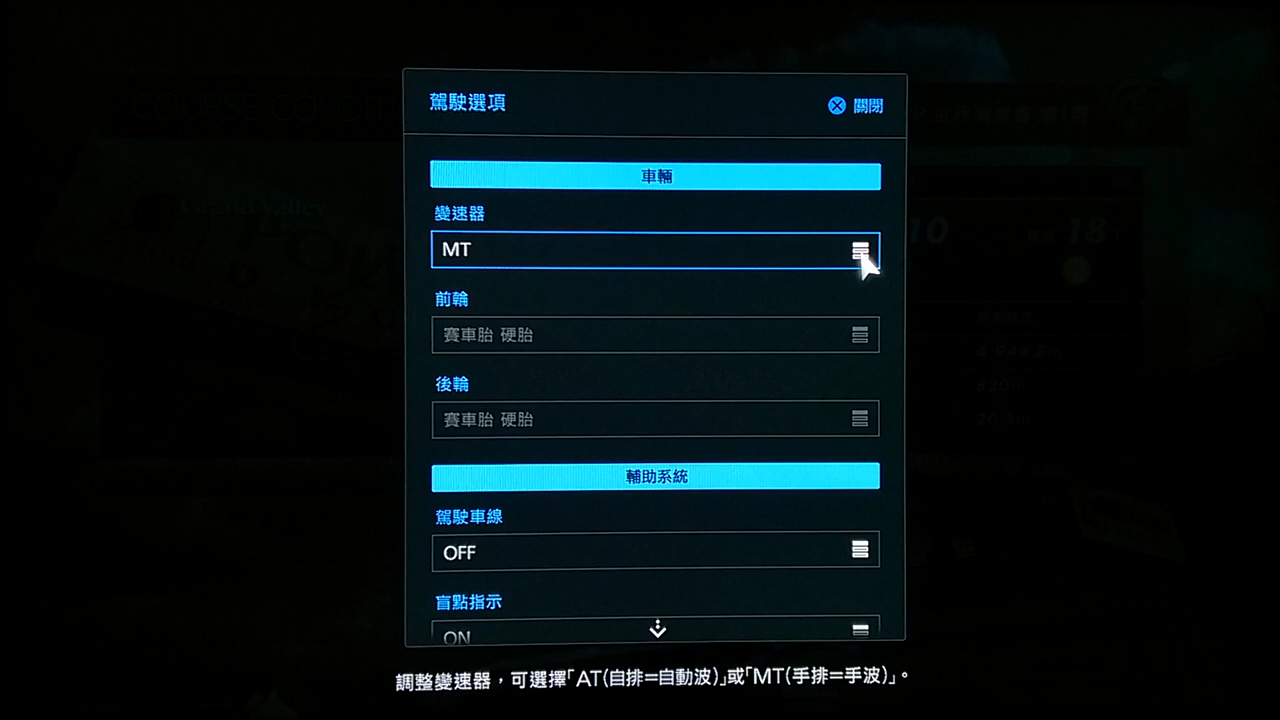 駕駛選項
關閉
車輛
變速器
MT
前輪
賽車胎 硬胎
後輪
賽車胎 硬胎
輔助系統
駕駛車線
OFF
盲點指示
ON
調整變速器，可選擇「AT(自排=自動波)」或「MT(手排=手波)」。